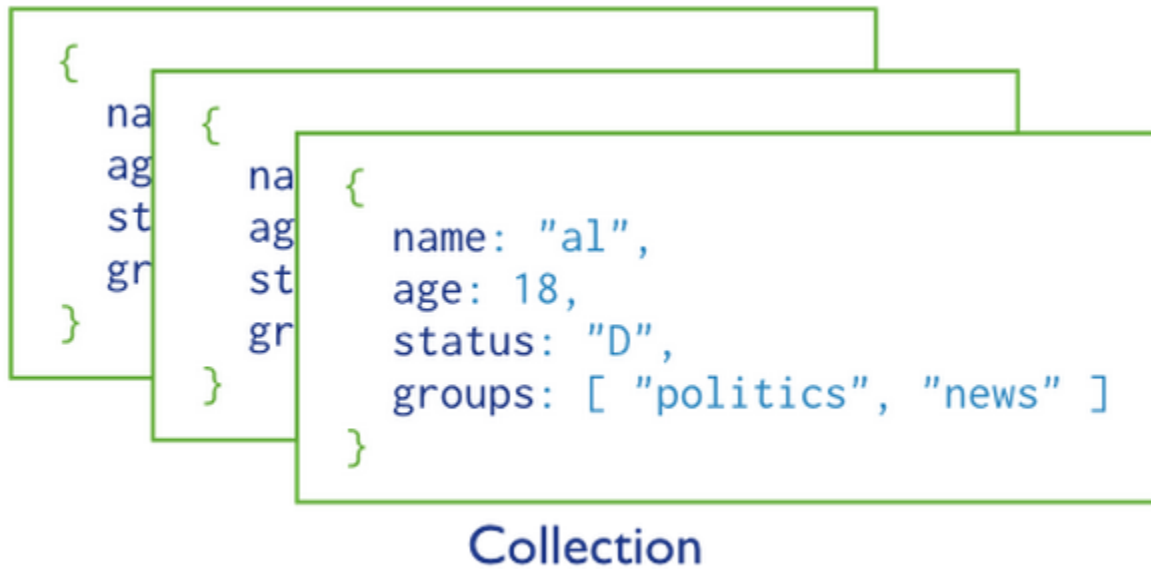 {
na
ag
st
gr
}
{
na
ag
st
gr
}
{
name: "al",
age: 18,
status: "D",
groups: [ "politics", "news" ]
}
Collection